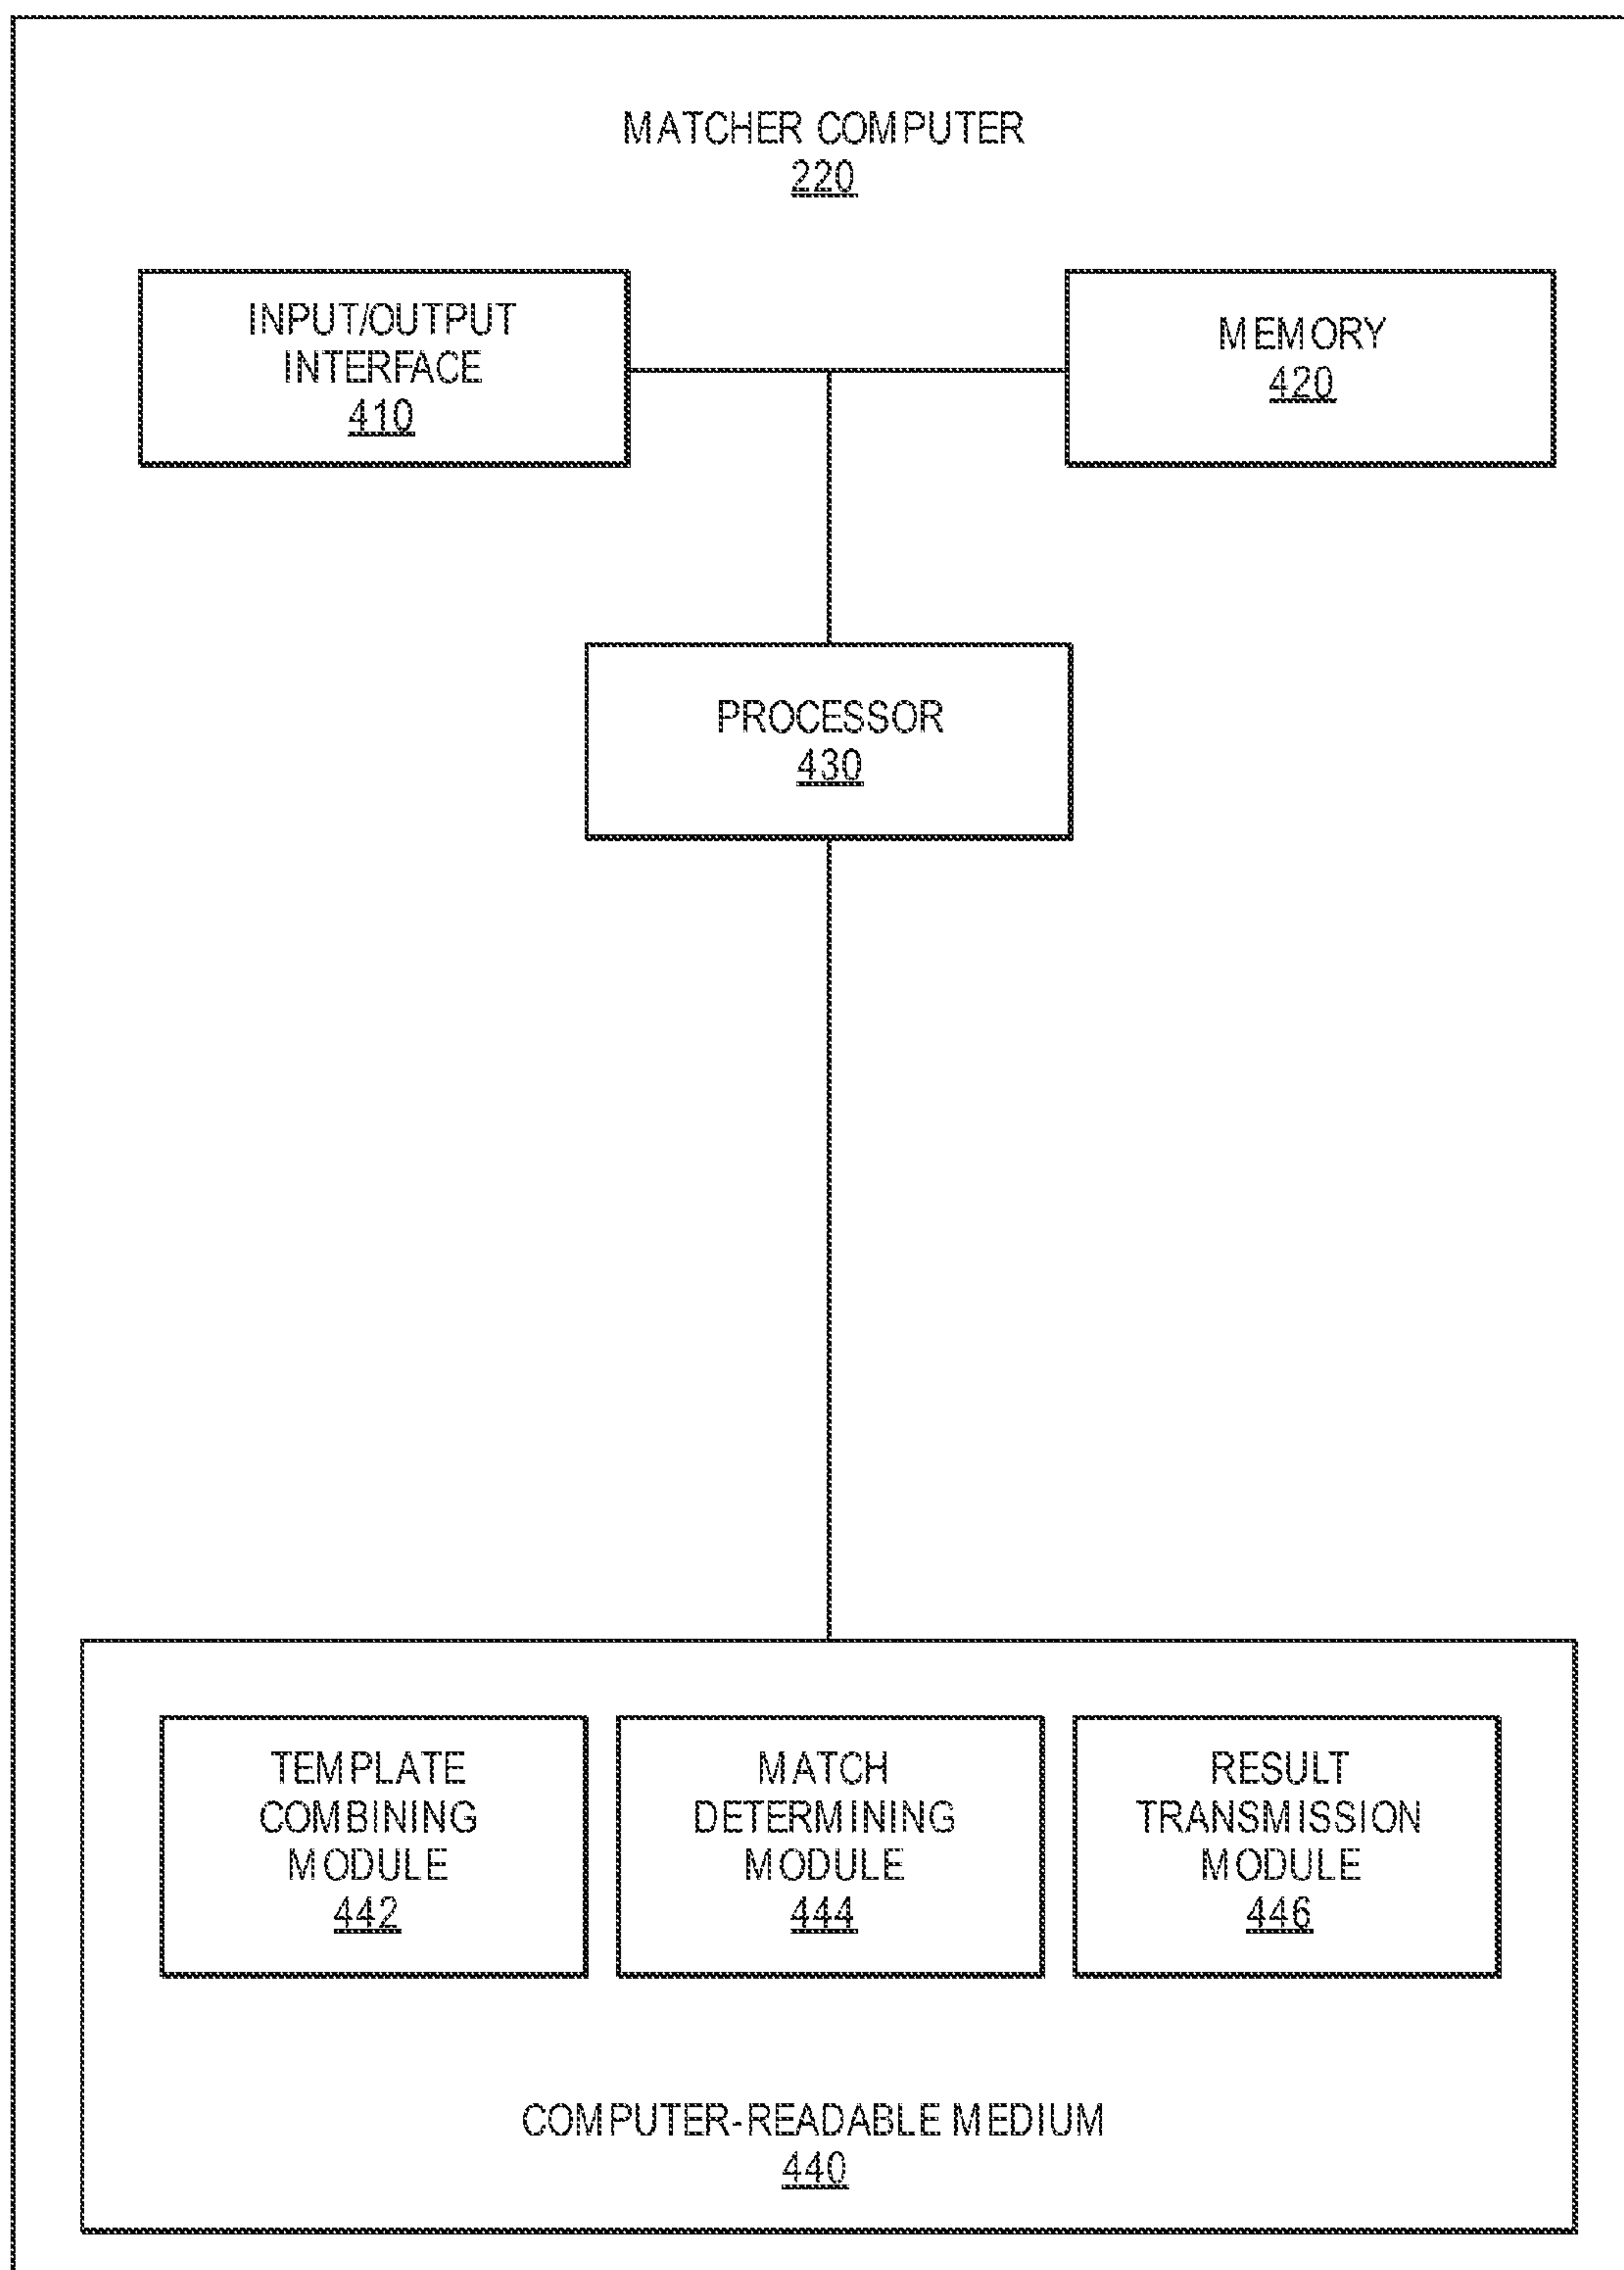 MATCHER COMPUTER
220
INPUT/OUTPUT
INTERFACE
410
MEMORY
420
PROCESSOR
430
TEMPLATE
COMBINING
MODULE
442
MATCH
DETERMINING
MODULE
444
RESULT
TRANSMISSION
MODULE
446
COMPUTER-READABLE MEDIUM
440